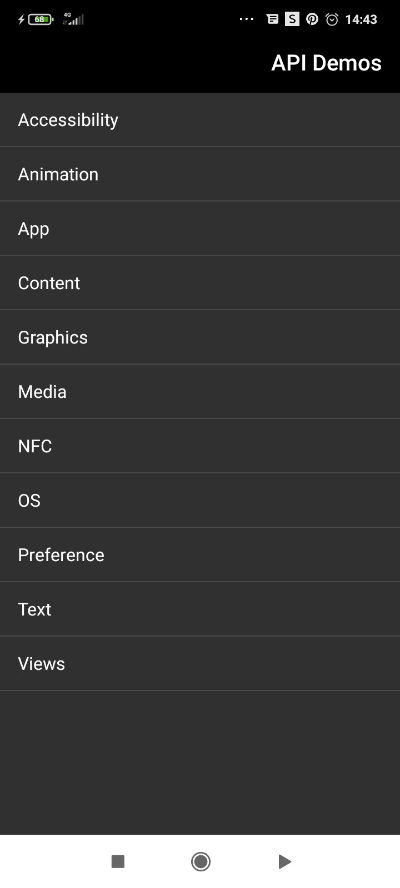 68 4G ... S 14:43
API Demos
Accessibility
Animation
App
Content
Graphics
Media
NFC
OS
Preference
Text
Views